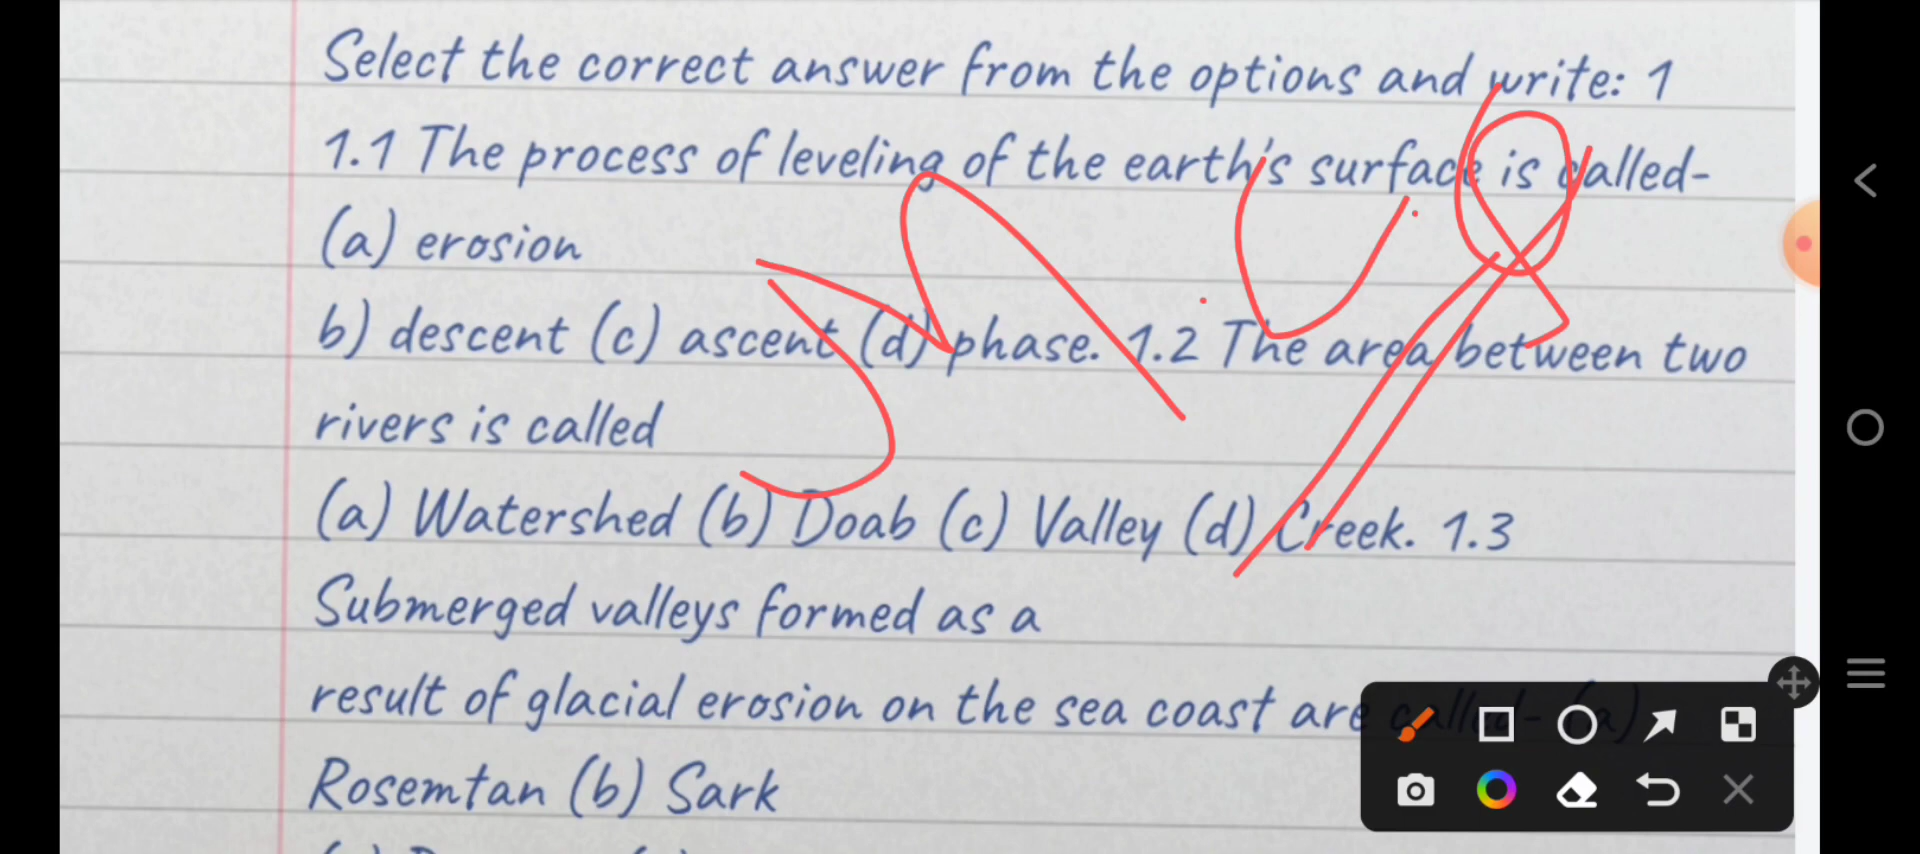 Select the correct answer from the options and write: 1
1.1 The process of leveling of the earth's surface is called-
(a) erosion
b) descent (c) ascent (d) phase. 1.2 The area between two
rivers is called
(a) Watershed (b) Doab (c) Valley (d) Creek. 1.3
Submerged valleys formed as a
result of glacial erosion on the sea coast are called- (a)
Rosemtan (b) Sark